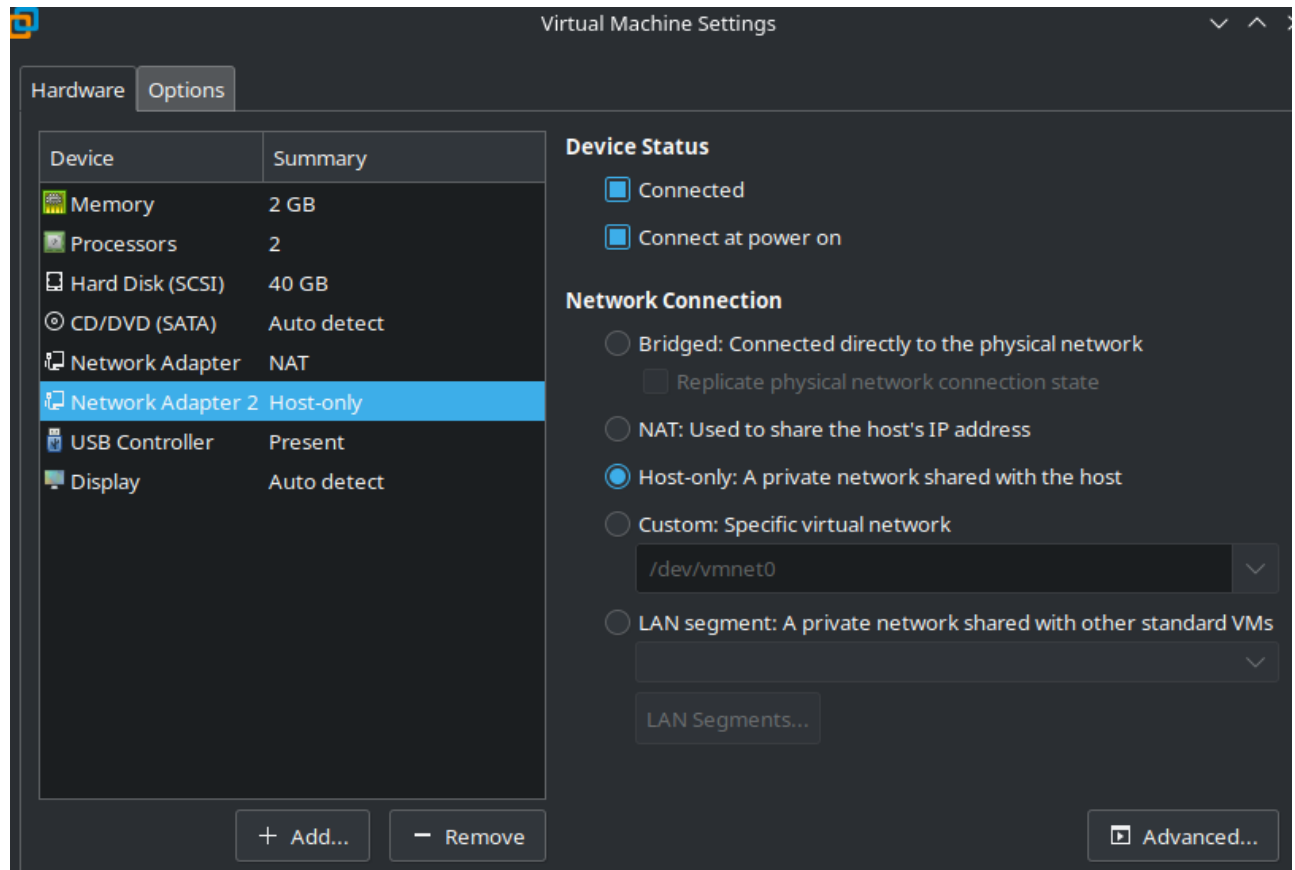 Virtual Machine Settings
Hardware Options
Device Summary
Memory 2 GB
Processors 2
Hard Disk (SCSI) 40 GB
CD/DVD (SATA) Auto detect
Network Adapter NAT
Network Adapter 2 Host-only
USB Controller Present
Display Auto detect
+ Add...
− Remove
Device Status
Connected
Connect at power on
Network Connection
Bridged: Connected directly to the physical network
Replicate physical network connection state
NAT: Used to share the host's IP address
Host-only: A private network shared with the host
Custom: Specific virtual network
/dev/vmnet0
LAN segment: A private network shared with other standard VMs
LAN Segments...
Advanced...